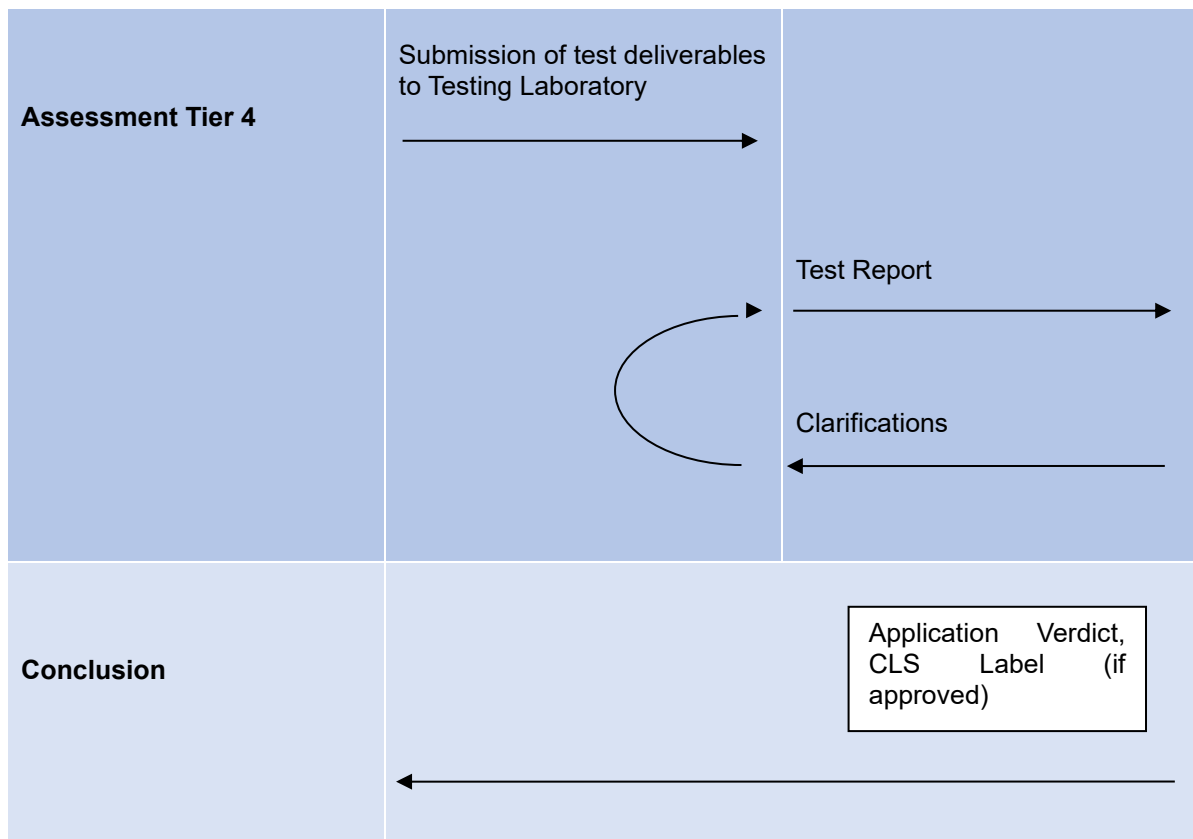 Submission of test deliverables
to Testing Laboratory
Assessment Tier 4
Test Report
Clarifications
Application Verdict,
CLS Label (if
approved)
Conclusion